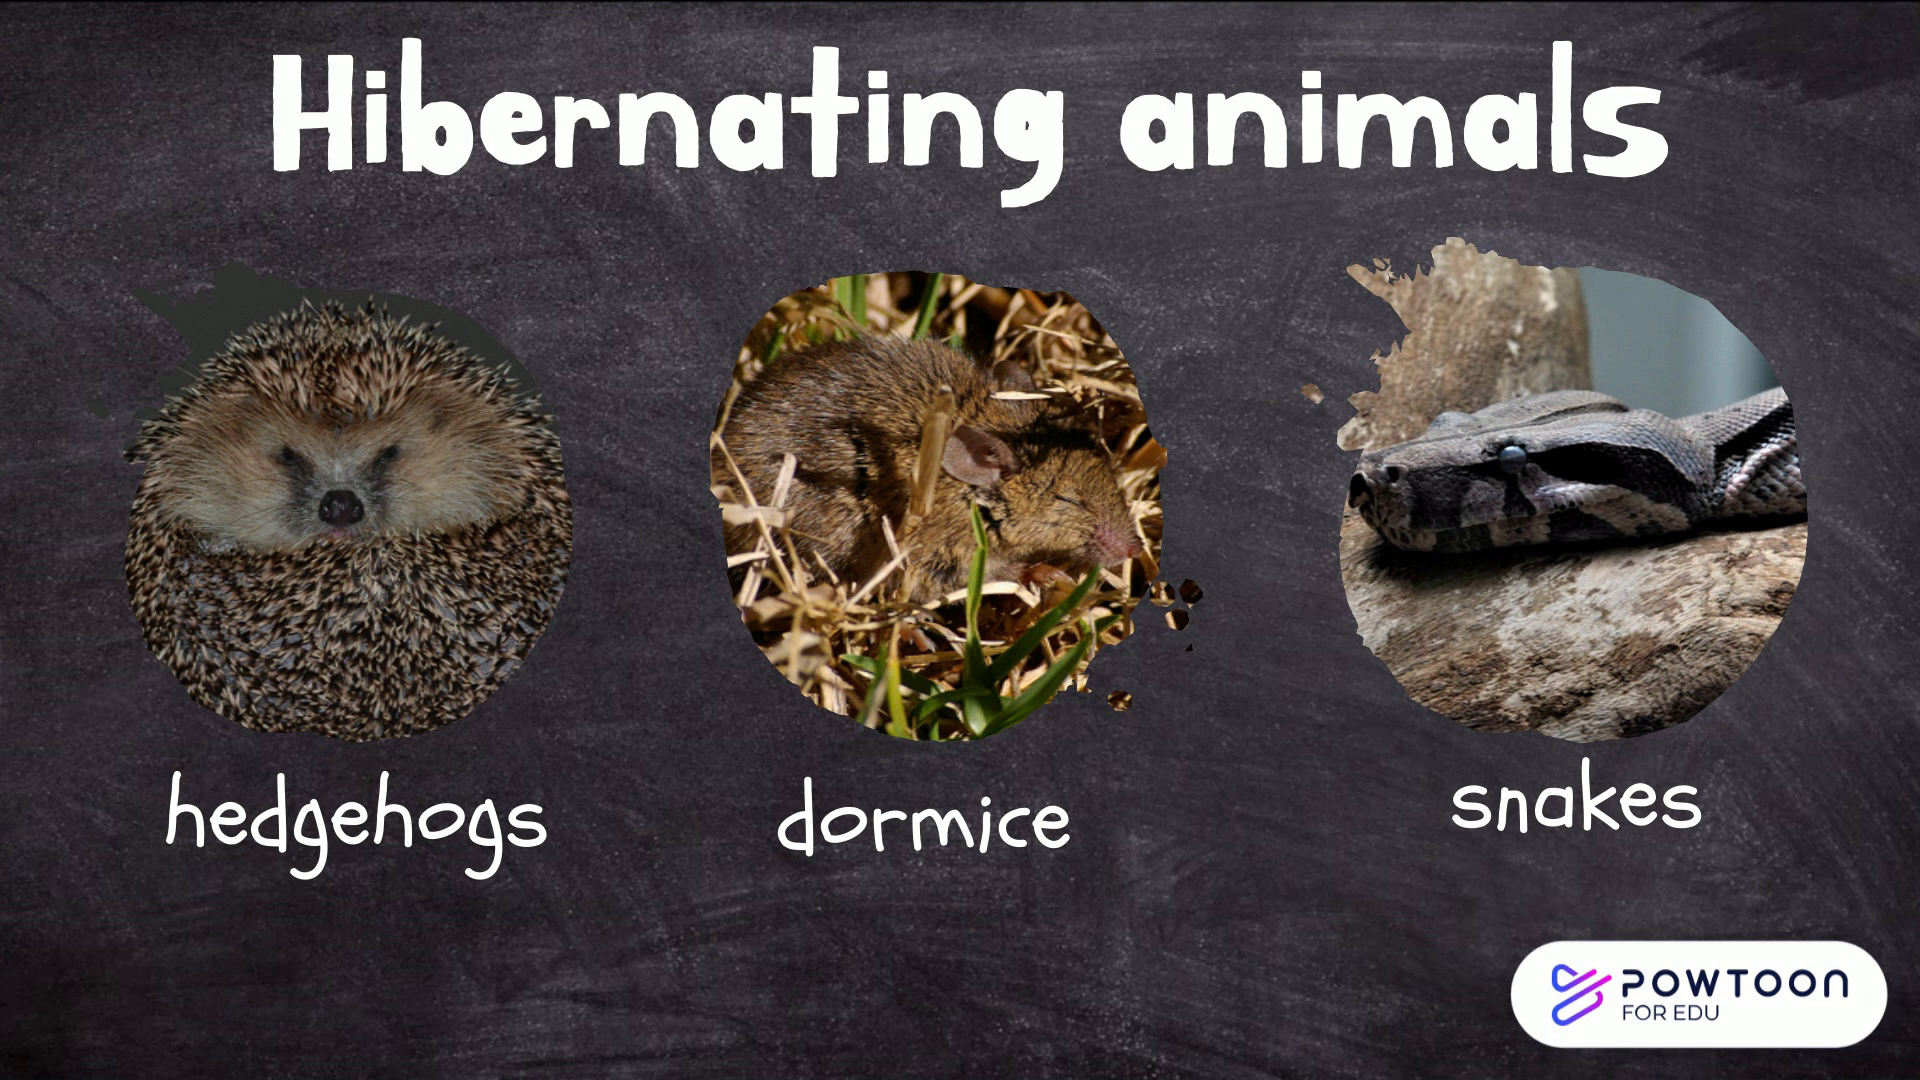 Hibernating animals
hedgehogs
dormice
snakes
POWTOON
FOR EDU